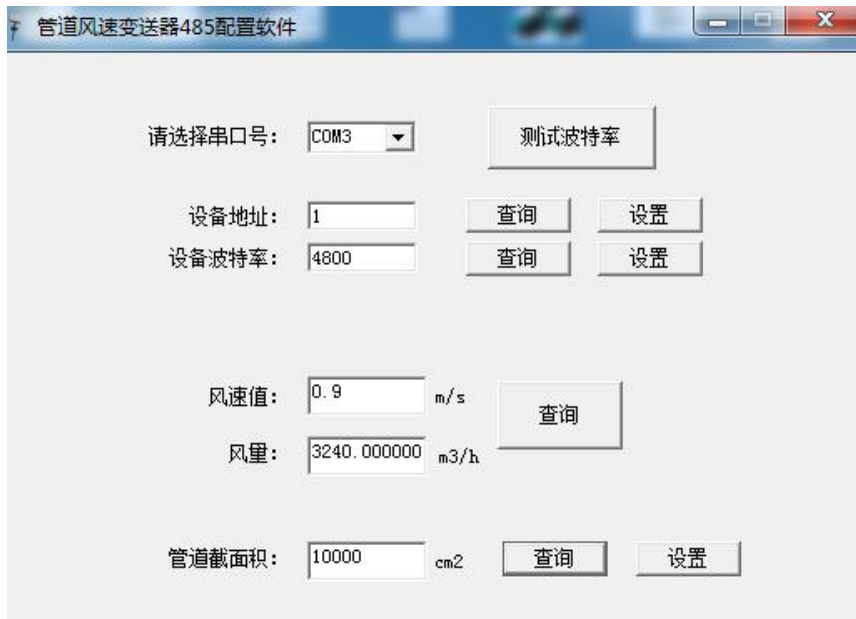 管道风速变送器485配置软件
请选择串口号: COM3 测试波特率
设备地址: 1 查询 设置
设备波特率: 4800 查询 设置
风速值: 0.9 m/s 查询
风量: 3240.000000 m3/h
管道截面积: 10000 cm2 查询 设置